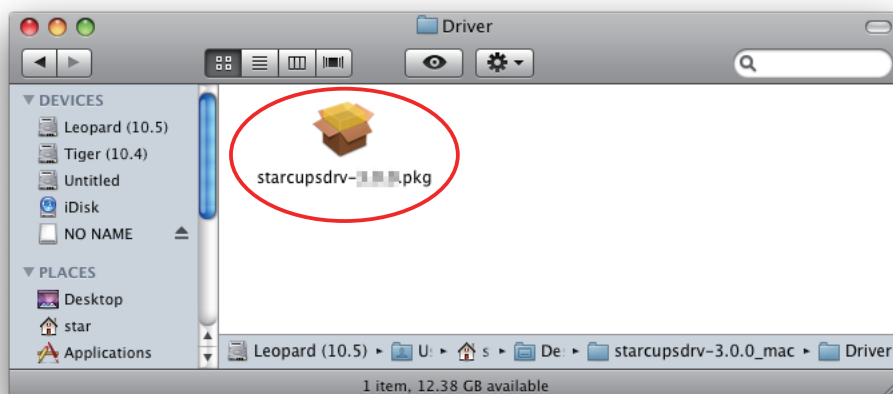 Driver
DEVICES
Leopard (10.5)
Tiger (10.4)
Untitled
iDisk
NO NAME
PLACES
Desktop
star
Applications
starcupsdrv-.pkg
Leopard (10.5) U: s De: starcupsdrv-3.0.0_mac Driver
1 item, 12.38 GB available